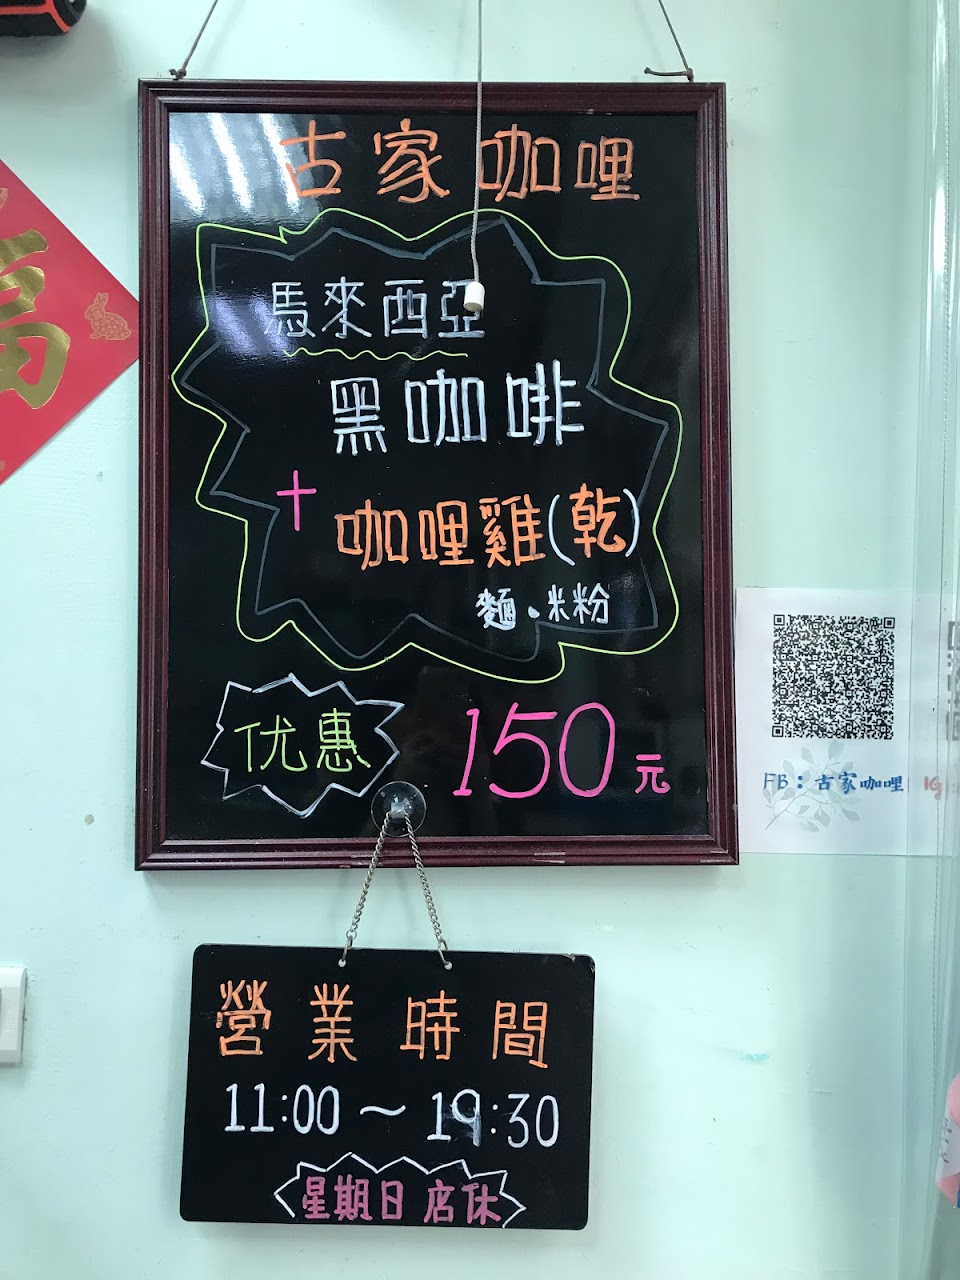 古家咖哩
馬來西亞
黑咖啡
+
咖哩雞(乾)
麵.米粉
优惠
150元
福
FB:古家咖哩
營業時間
11:00～19:30
星期日店休